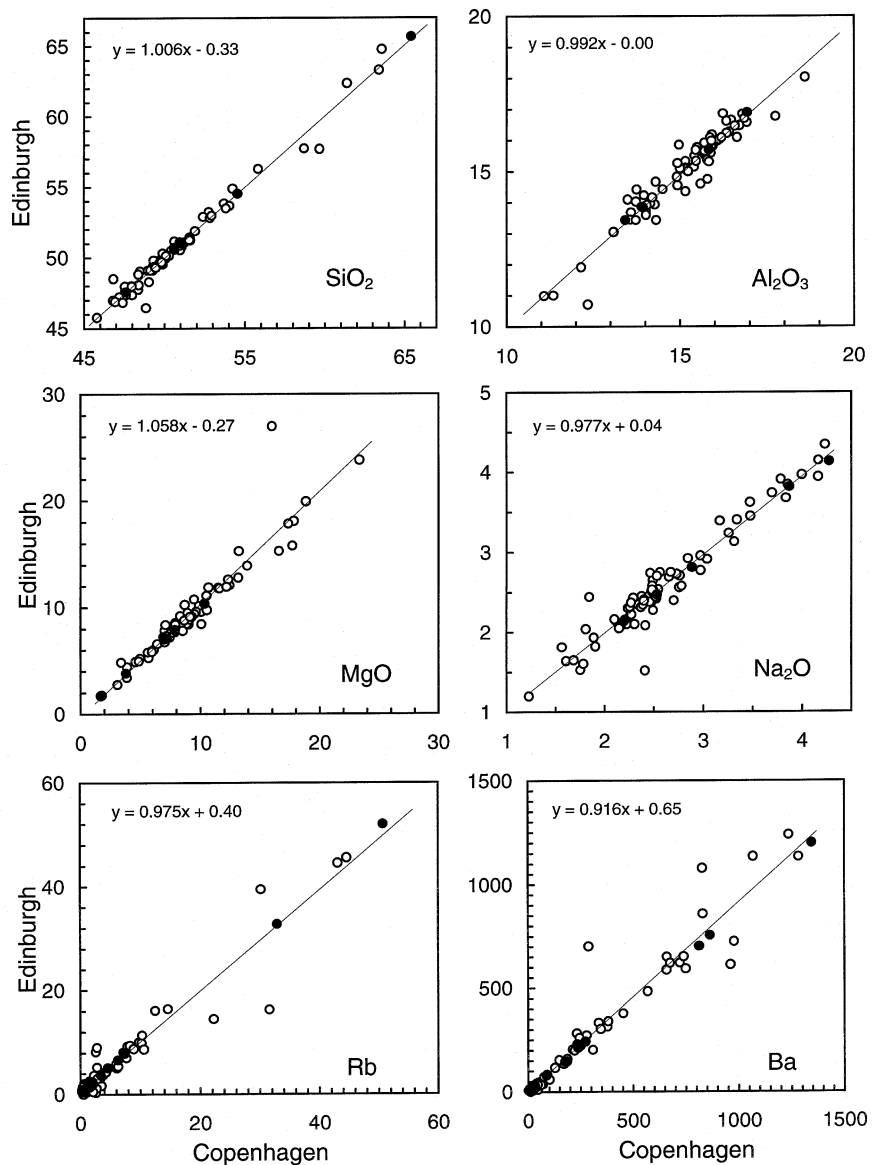 y = 1.006x - 0.33
65
60
55
50
45
45
55
65
Edinburgh
SiO₂
y = 0.992x - 0.00
20
15
10
10
15
20
Al₂O₃
y = 1.058x - 0.27
30
20
10
0
0
10
20
30
Edinburgh
MgO
y = 0.977x + 0.04
5
4
3
2
1
1
2
3
4
Na₂O
y = 0.975x + 0.40
60
40
20
0
0
20
40
60
Edinburgh
Rb
Copenhagen
y = 0.916x + 0.65
1500
1000
500
0
0
500
1000
1500
Ba
Copenhagen